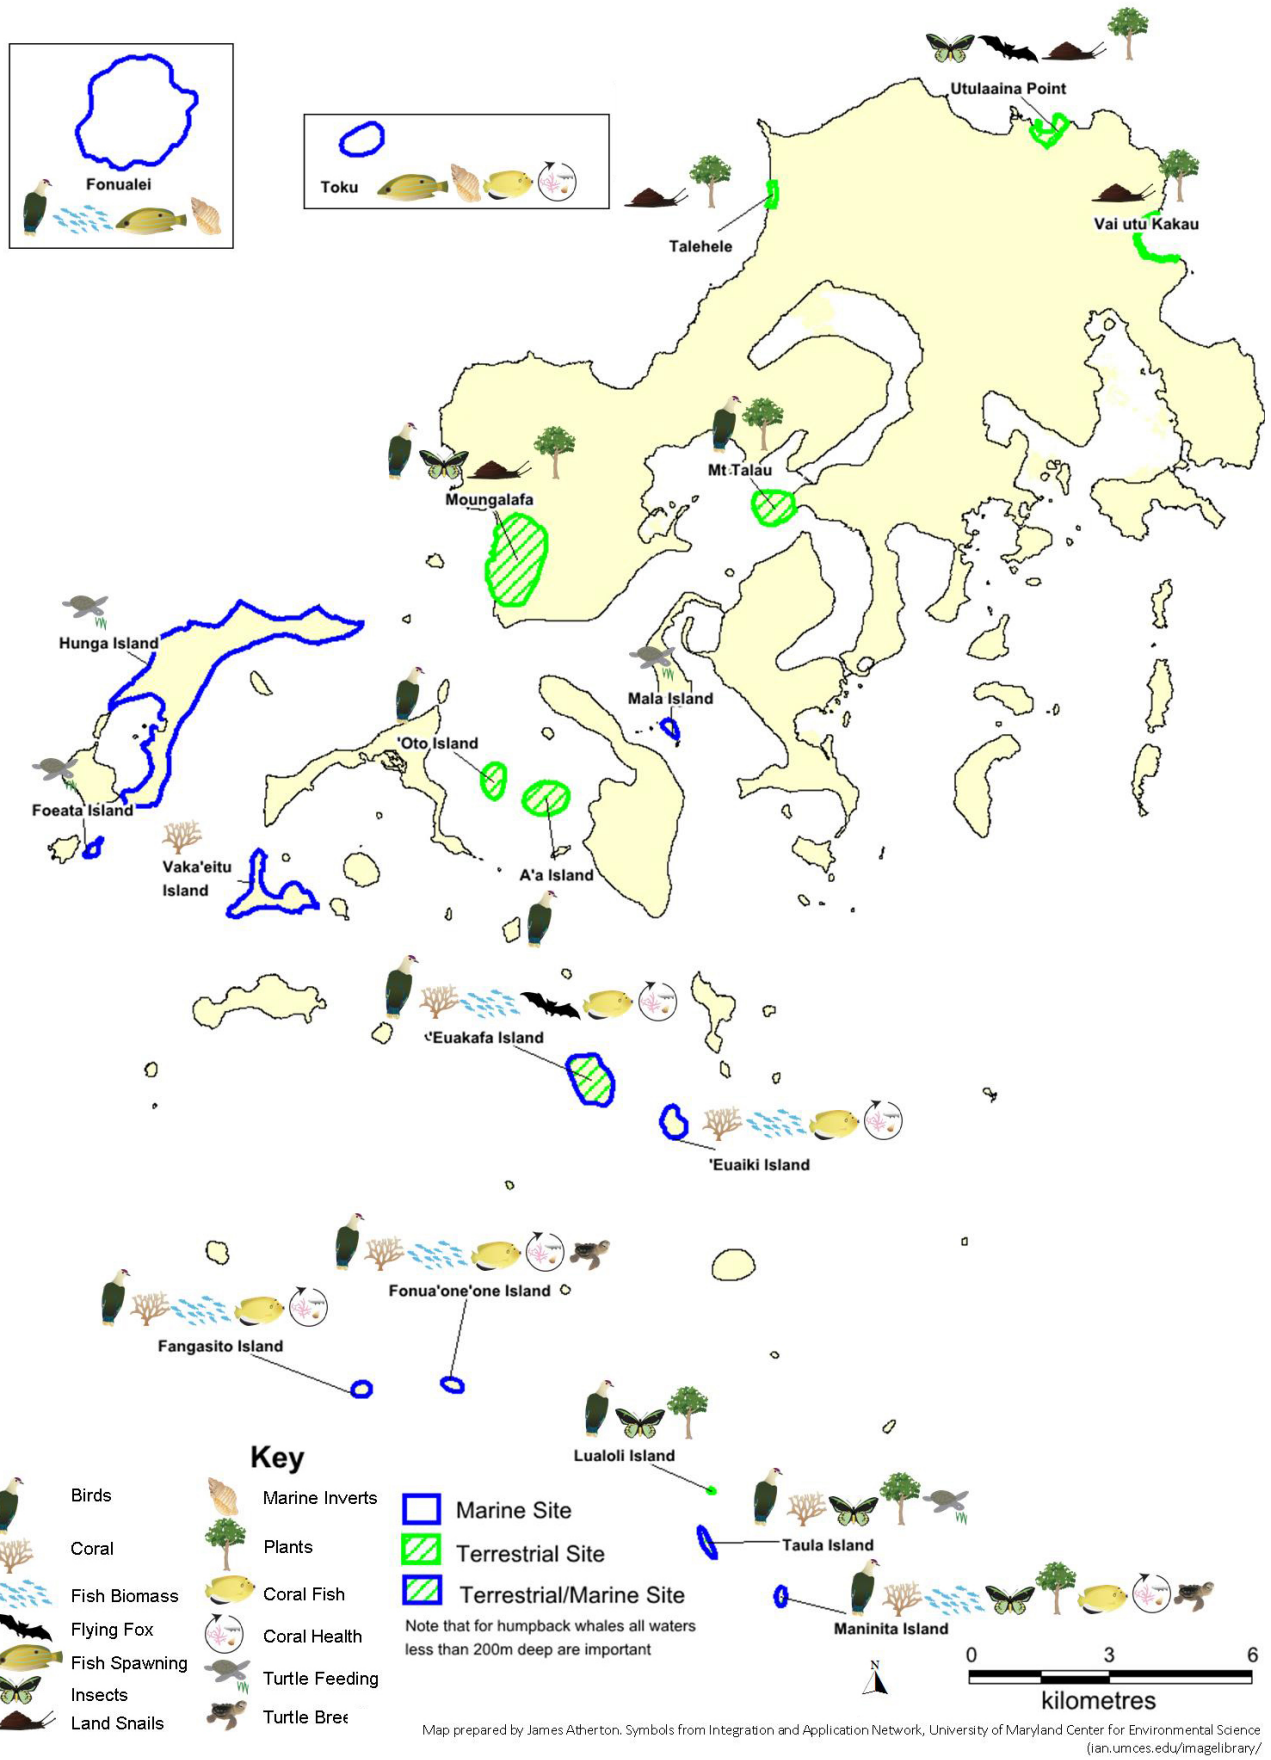 Utulaaina Point
Fonualei
Toku
Talehele
Vai utu Kakau
Mt Talau
Moungalafa
Hunga Island
Mala Island
'Oto Island
Foeata Island
Vaka'eitu
Island
A'a Island
'Euakafa Island
'Euaiki Island
Fonua'one'one Island
Fangasito Island
Lualoli Island
Taula Island
Maninita Island
Key
Birds
Coral
Fish Biomass
Flying Fox
Fish Spawning
Insects
Land Snails
Marine Inverts
Plants
Coral Fish
Coral Health
Turtle Feeding
Turtle Bree
Marine Site
Terrestrial Site
Terrestrial/Marine Site
Note that for humpback whales all waters
less than 200m deep are important
N
0 3 6
kilometres
Map prepared by James Atherton. Symbols from Integration and Application Network, University of Maryland Center for Environmental Science
(ian.umces.edu/imagelibrary/